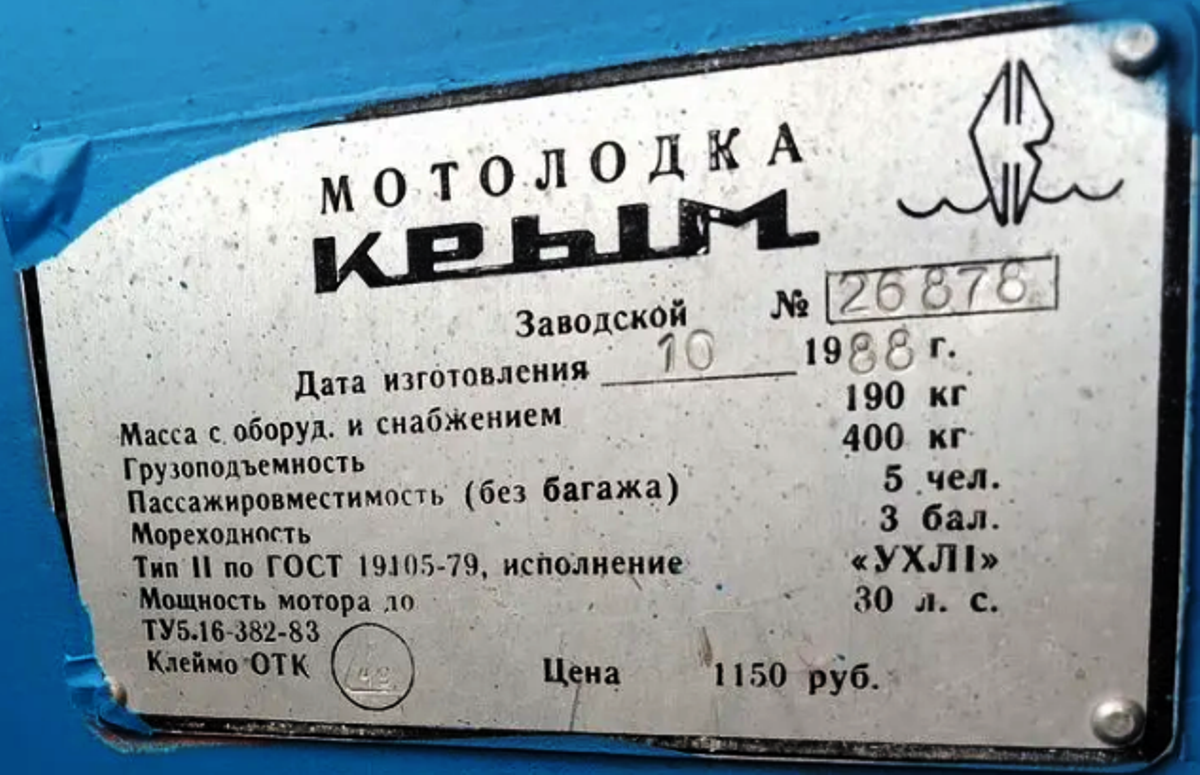 МОТОЛОДКА
КРЫМ
Заводской № 26878
Дата изготовления 10 1988 г.
Масса с оборуд. и снабжением 190 кг
Грузоподъемность 400 кг
Пассажировместимость (без багажа) 5 чел.
Мореходность 3 бал.
Тип II по ГОСТ 19105-79, исполнение «УХЛ1»
Мощность мотора до 30 л. с.
ТУ5.16-382-83
Клеймо ОТК
Цена 1150 руб.